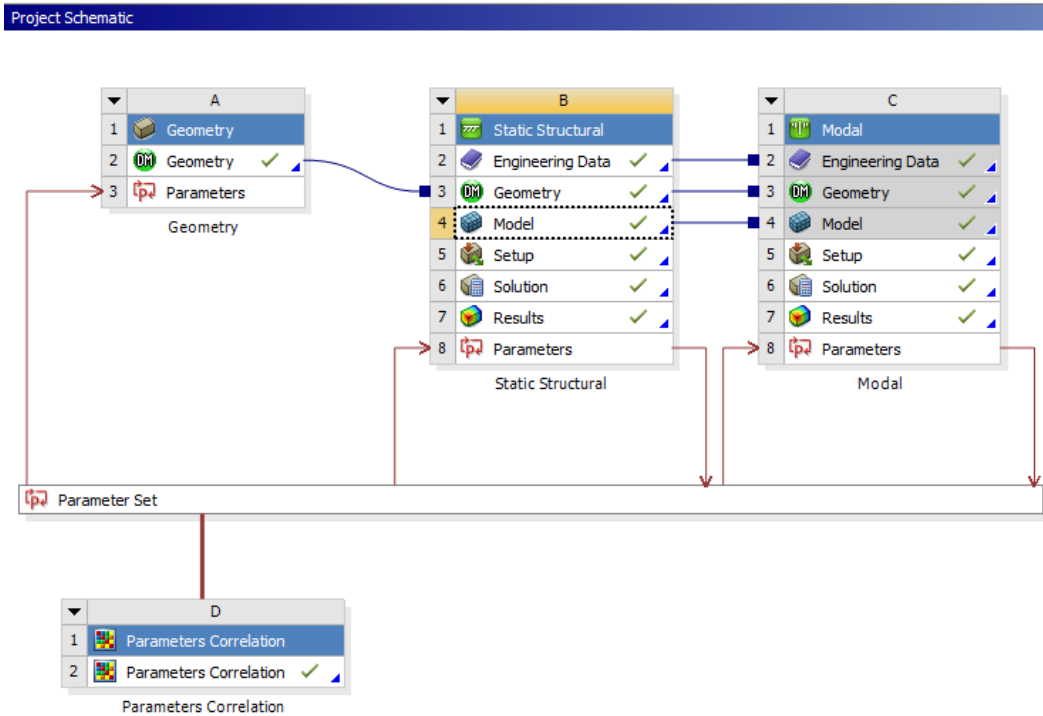 Project Schematic
A
1 Geometry
2 DM Geometry
3 Parameters
Geometry
B
1 Static Structural
2 Engineering Data
3 DM Geometry
4 Model
5 Setup
6 Solution
7 Results
8 Parameters
Static Structural
C
1 Modal
2 Engineering Data
3 DM Geometry
4 Model
5 Setup
6 Solution
7 Results
8 Parameters
Modal
Parameter Set
D
1 Parameters Correlation
2 Parameters Correlation
Parameters Correlation